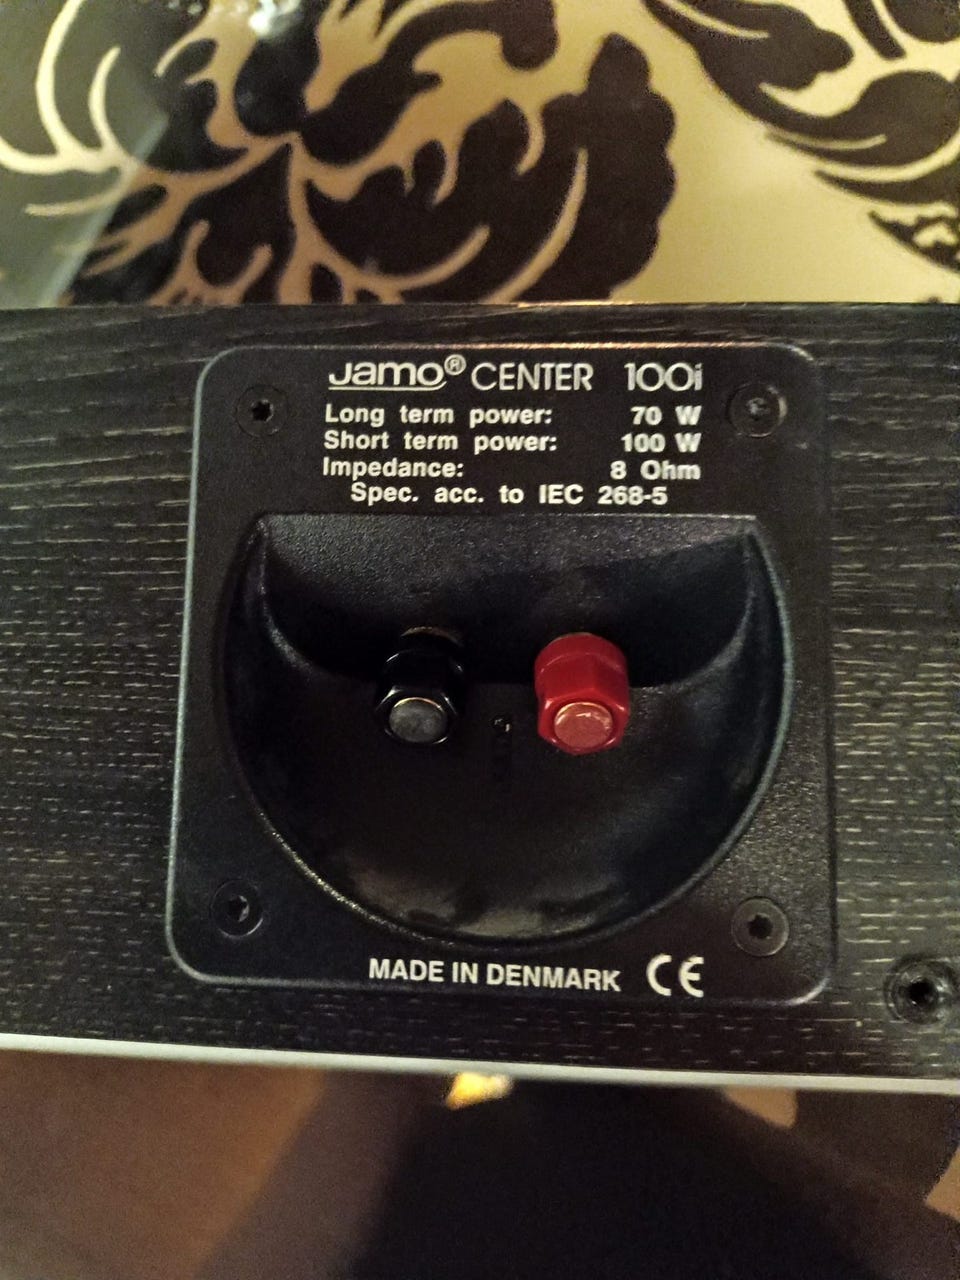 Jamo® CENTER 100i
Long term power: 70 W
Short term power: 100 W
Impedance: 8 Ohm
Spec. acc. to IEC 268-5
MADE IN DENMARK CE